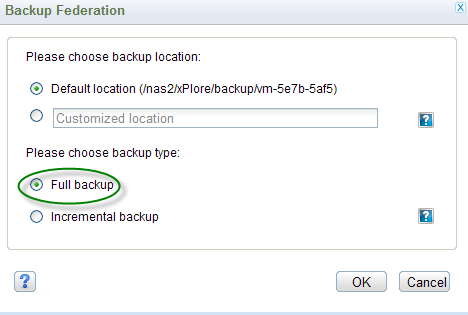 Backup Federation
X
Please choose backup location:
Default location (/nas2/xPlore/backup/vm-5e7b-5af5)
Customized location
?
Please choose backup type:
Full backup
Incremental backup
?
?
OK
Cancel